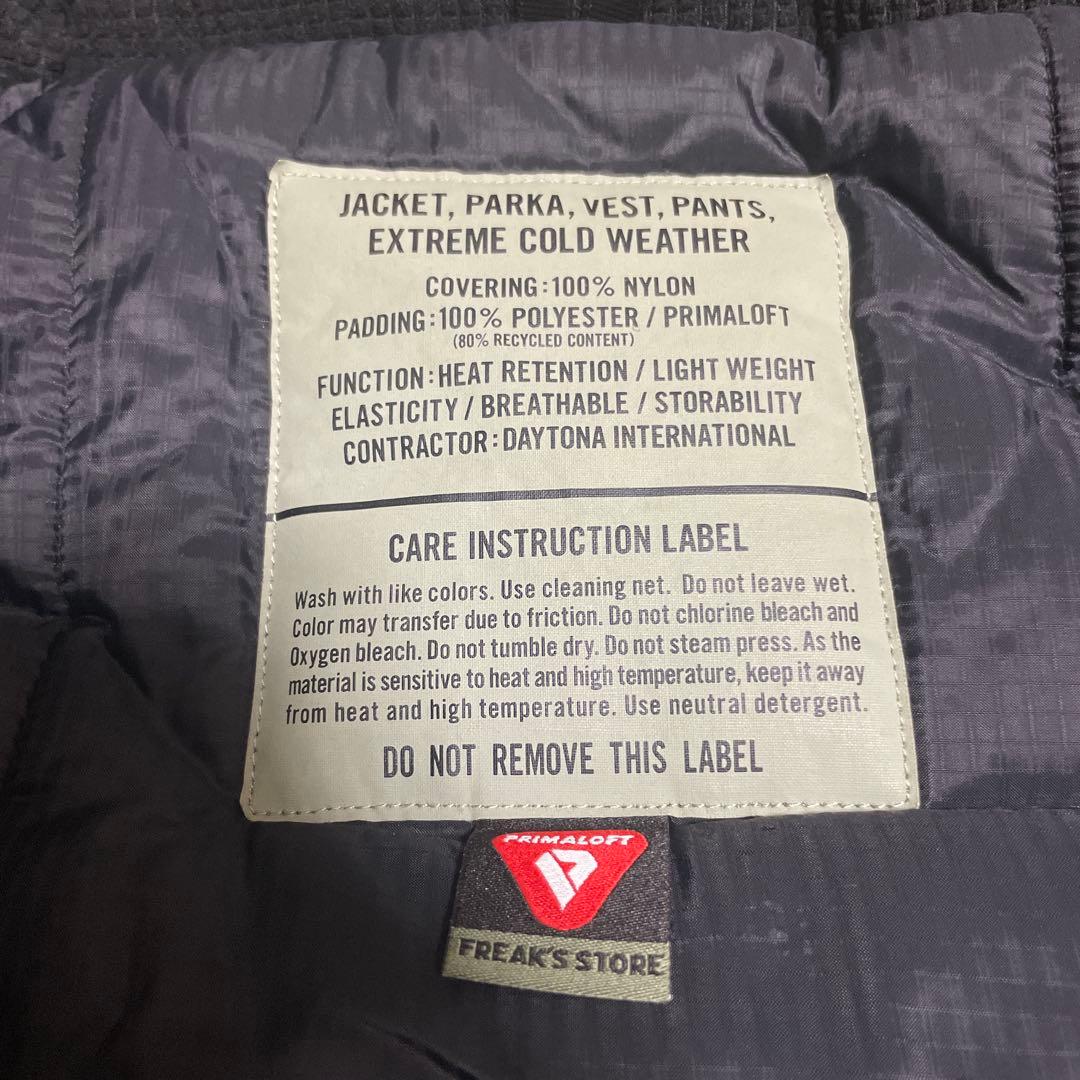 JACKET, PARKA, VEST, PANTS,
EXTREME COLD WEATHER
COVERING:100% NYLON
PADDING:100% POLYESTER / PRIMALOFT
(80% RECYCLED CONTENT)
FUNCTION:HEAT RETENTION / LIGHT WEIGHT
ELASTICITY / BREATHABLE / STORABILITY
CONTRACTOR:DAYTONA INTERNATIONAL
CARE INSTRUCTION LABEL
Wash with like colors. Use cleaning net. Do not leave wet.
Color may transfer due to friction. Do not chlorine bleach and
Oxygen bleach. Do not tumble dry. Do not steam press. As the
material is sensitive to heat and high temperature, keep it away
from heat and high temperature. Use neutral detergent.
DO NOT REMOVE THIS LABEL
PRIMALOFT
FREAK'S STORE